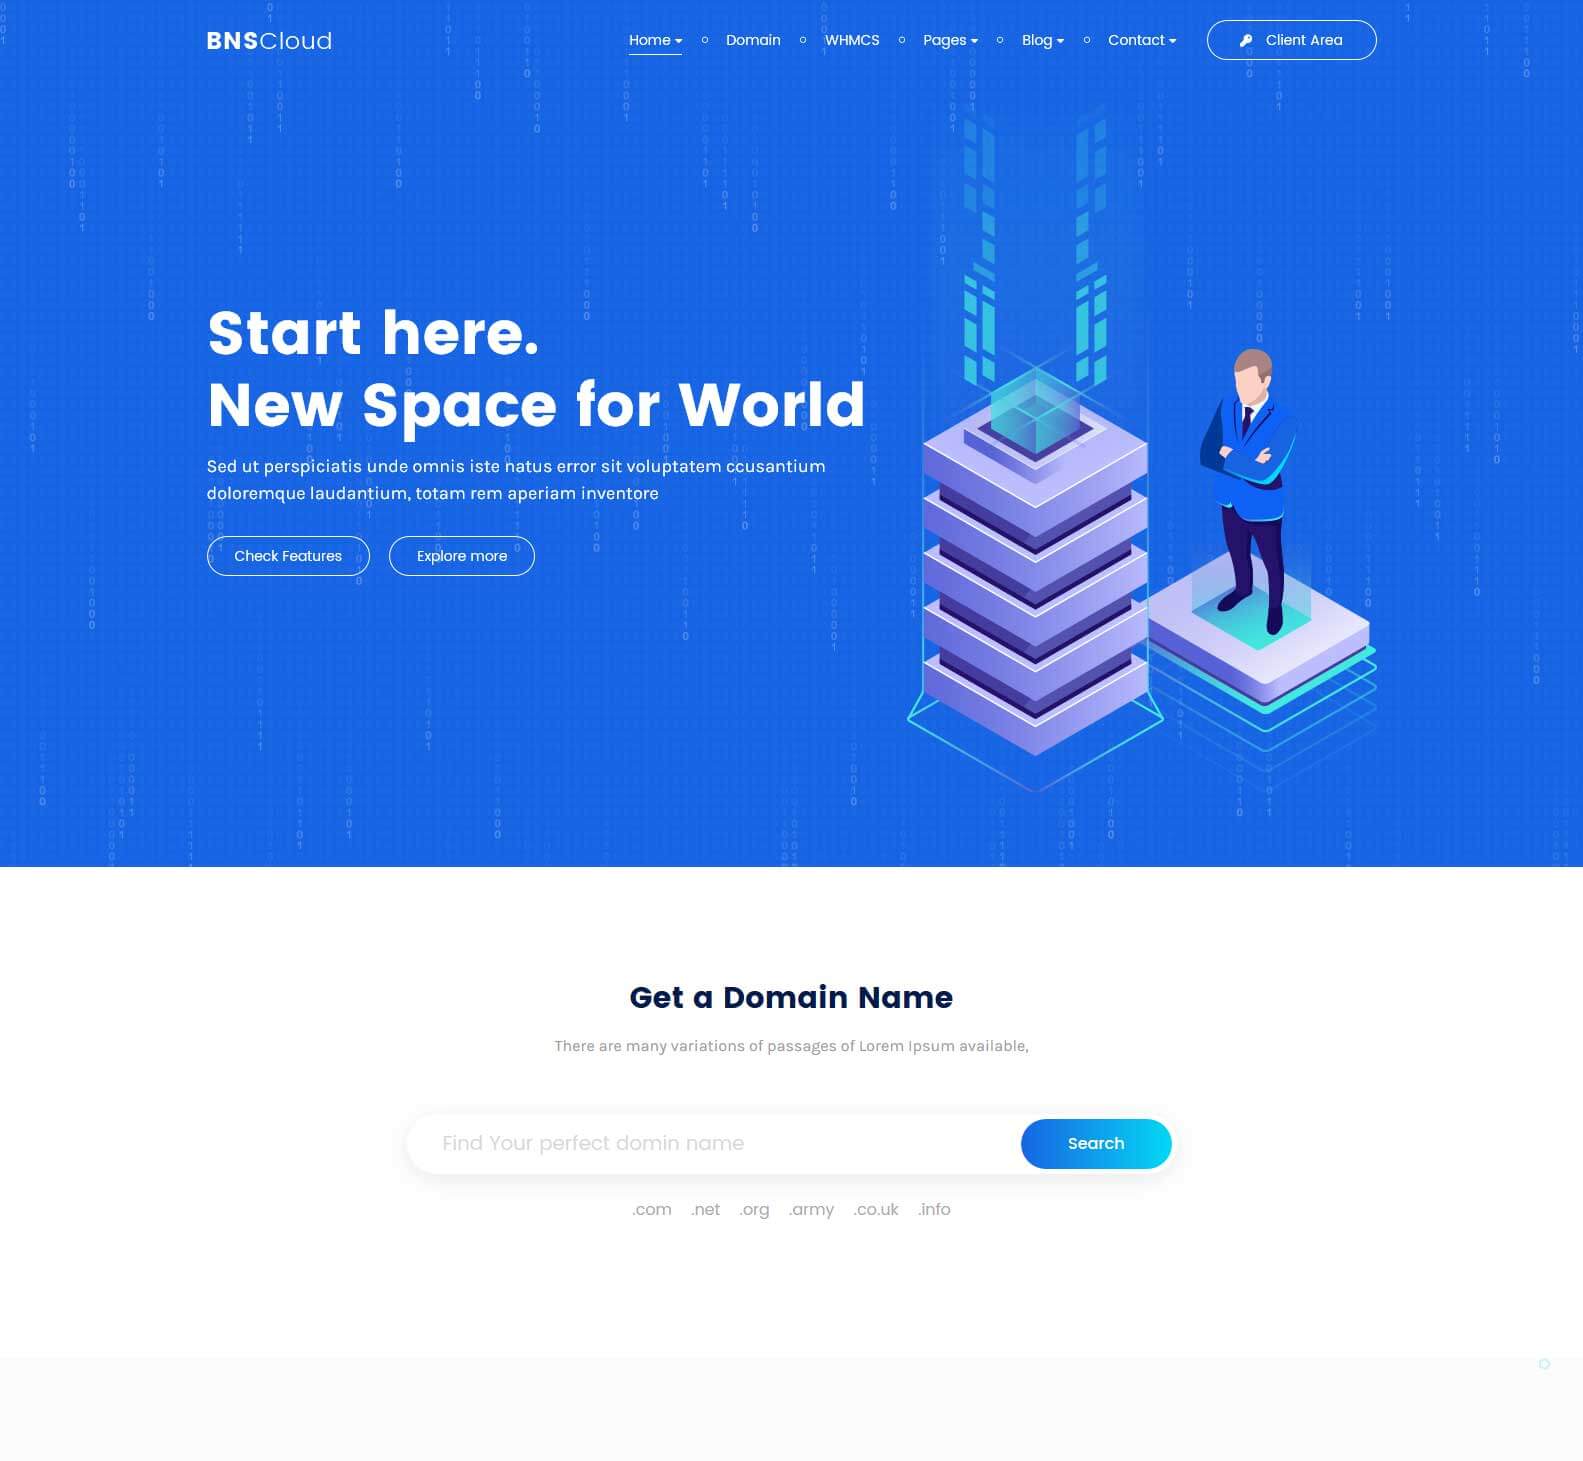 BNSCloud
Home
Domain
WHMCS
Pages
Blog
Contact
Client Area
Start here.
New Space for World
Sed ut perspiciatis unde omnis iste natus error sit voluptatem ccusantium
doloremque laudantium, totam rem aperiam inventore
Check Features
Explore more
Get a Domain Name
There are many variations of passages of Lorem Ipsum available,
Find Your perfect domin name
Search
.com .net .org .army .co.uk .info